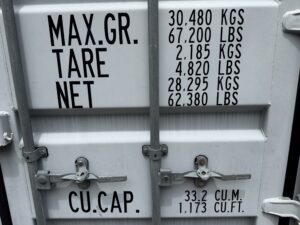 MAX.GR. 30.480 KGS
67.200 LBS
TARE 2.185 KGS
4.820 LBS
NET 28.295 KGS
62.380 LBS
CU.CAP. 33.2 CU.M.
1.173 CU.FT.